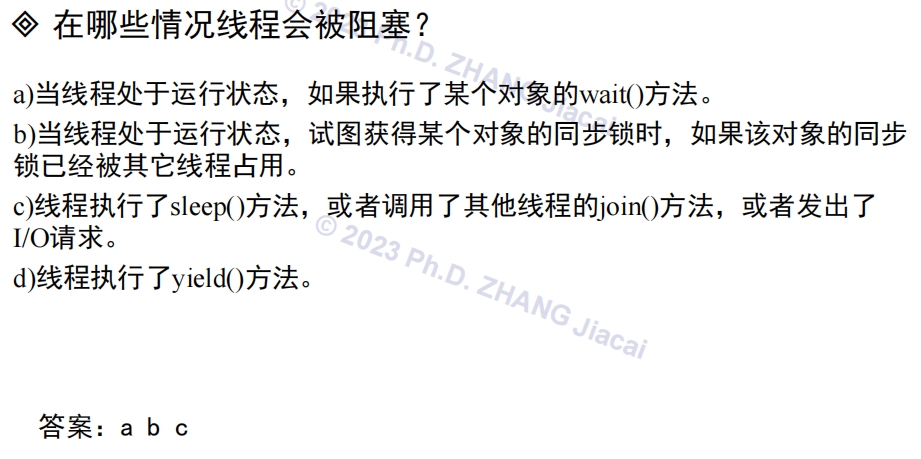 在哪些情况线程会被阻塞？
a)当线程处于运行状态，如果执行了某个对象的wait()方法。
b)当线程处于运行状态，试图获得某个对象的同步锁时，如果该对象的同步
锁已经被其它线程占用。
c)线程执行了sleep()方法，或者调用了其他线程的join()方法，或者发出了
I/O请求。
d)线程执行了yield()方法。
© 2023 Ph.D. ZHANG Jiacai
© 2023 Ph.D. ZHANG Jiacai
答案：a b c